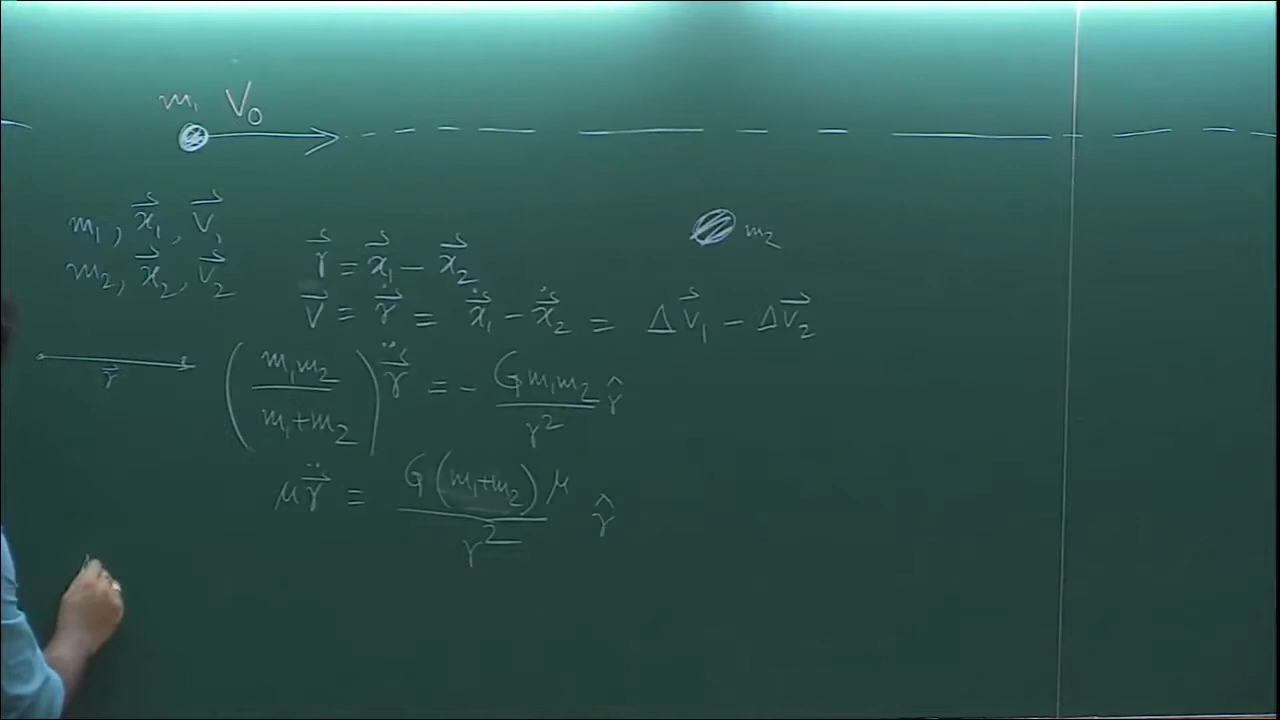 m₁ V₀
m₁, x⃗₁, v⃗₁
m₂
m₂, x⃗₂, v⃗₂
r⃗ = x⃗₁ − x⃗₂
V⃗ = r⃗̇ = x⃗̇₁ − x⃗̇₂ = Δv⃗₁ − Δv⃗₂
r⃗
(m₁m₂ / m₁+m₂) r⃗̈ = − Gm₁m₂ / r² r̂
μr⃗̈ = G(m₁+m₂)μ / r² r̂